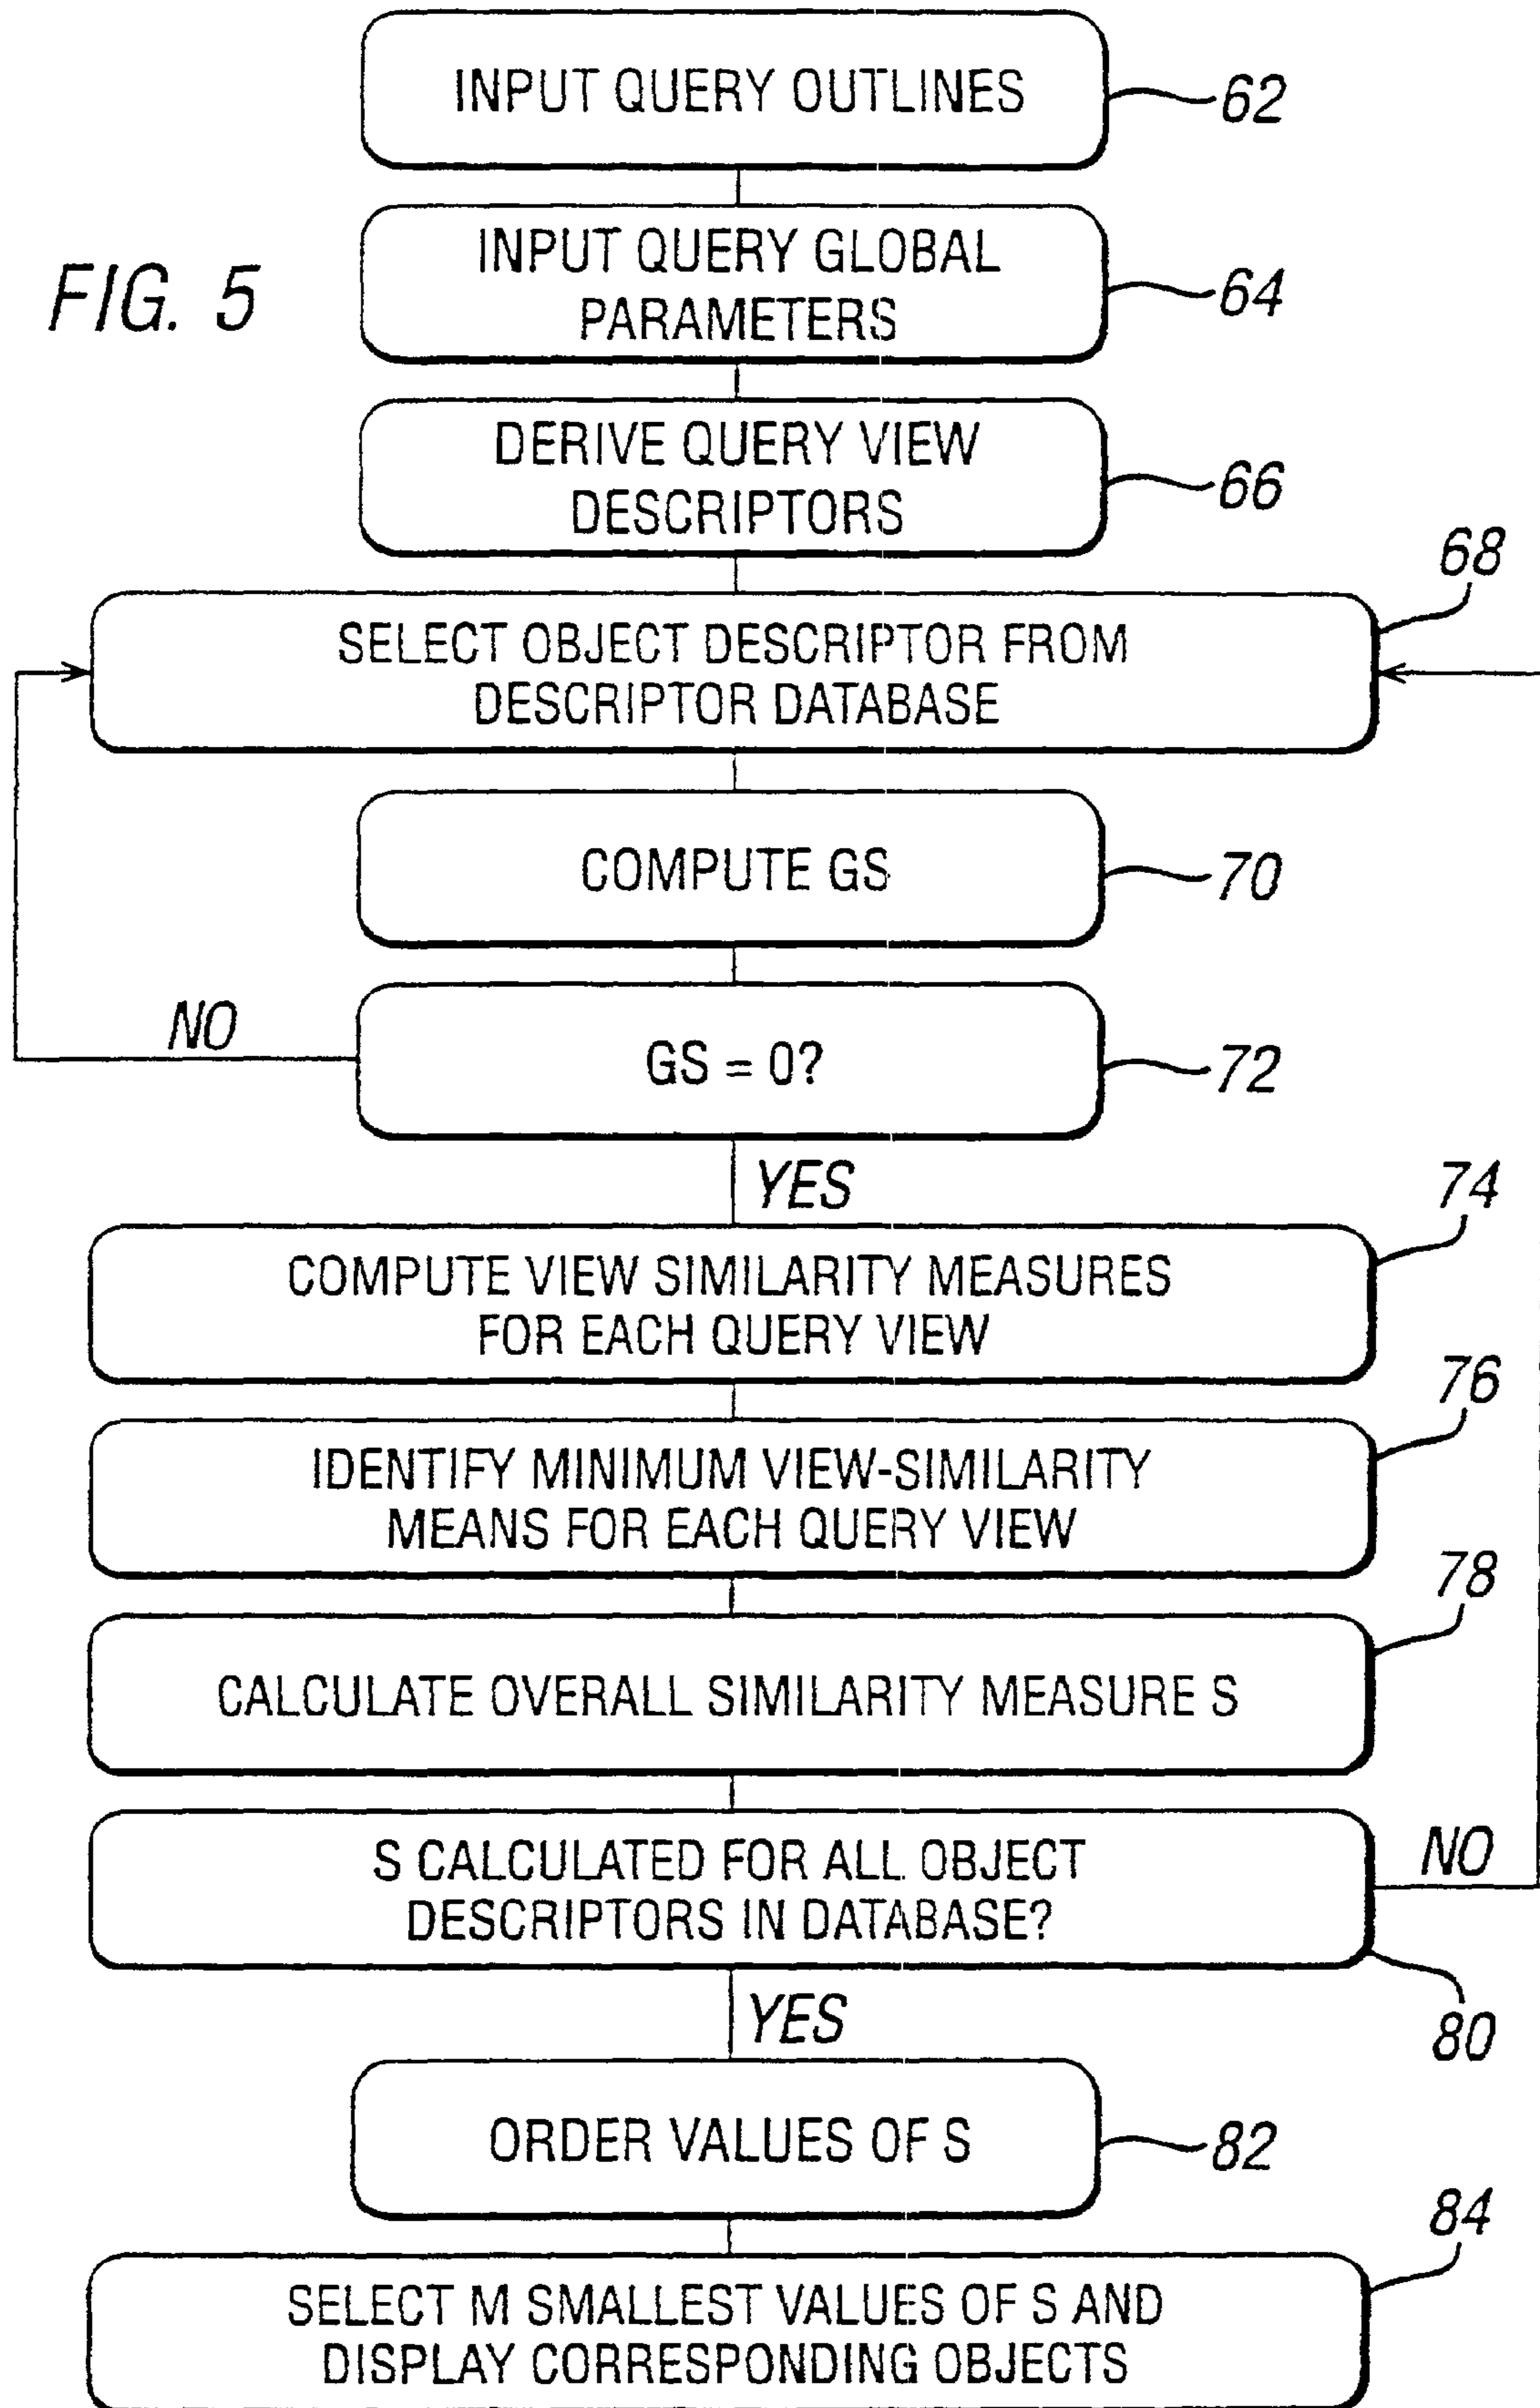 INPUT QUERY OUTLINES
62
INPUT QUERY GLOBAL
PARAMETERS
64
FIG. 5
DERIVE QUERY VIEW
DESCRIPTORS
66
68
SELECT OBJECT DESCRIPTOR FROM
DESCRIPTOR DATABASE
COMPUTE GS
70
NO
GS = 0?
72
YES
74
COMPUTE VIEW SIMILARITY MEASURES
FOR EACH QUERY VIEW
76
IDENTIFY MINIMUM VIEW-SIMILARITY
MEANS FOR EACH QUERY VIEW
78
CALCULATE OVERALL SIMILARITY MEASURE S
S CALCULATED FOR ALL OBJECT
DESCRIPTORS IN DATABASE?
NO
80
YES
ORDER VALUES OF S
82
84
SELECT M SMALLEST VALUES OF S AND
DISPLAY CORRESPONDING OBJECTS